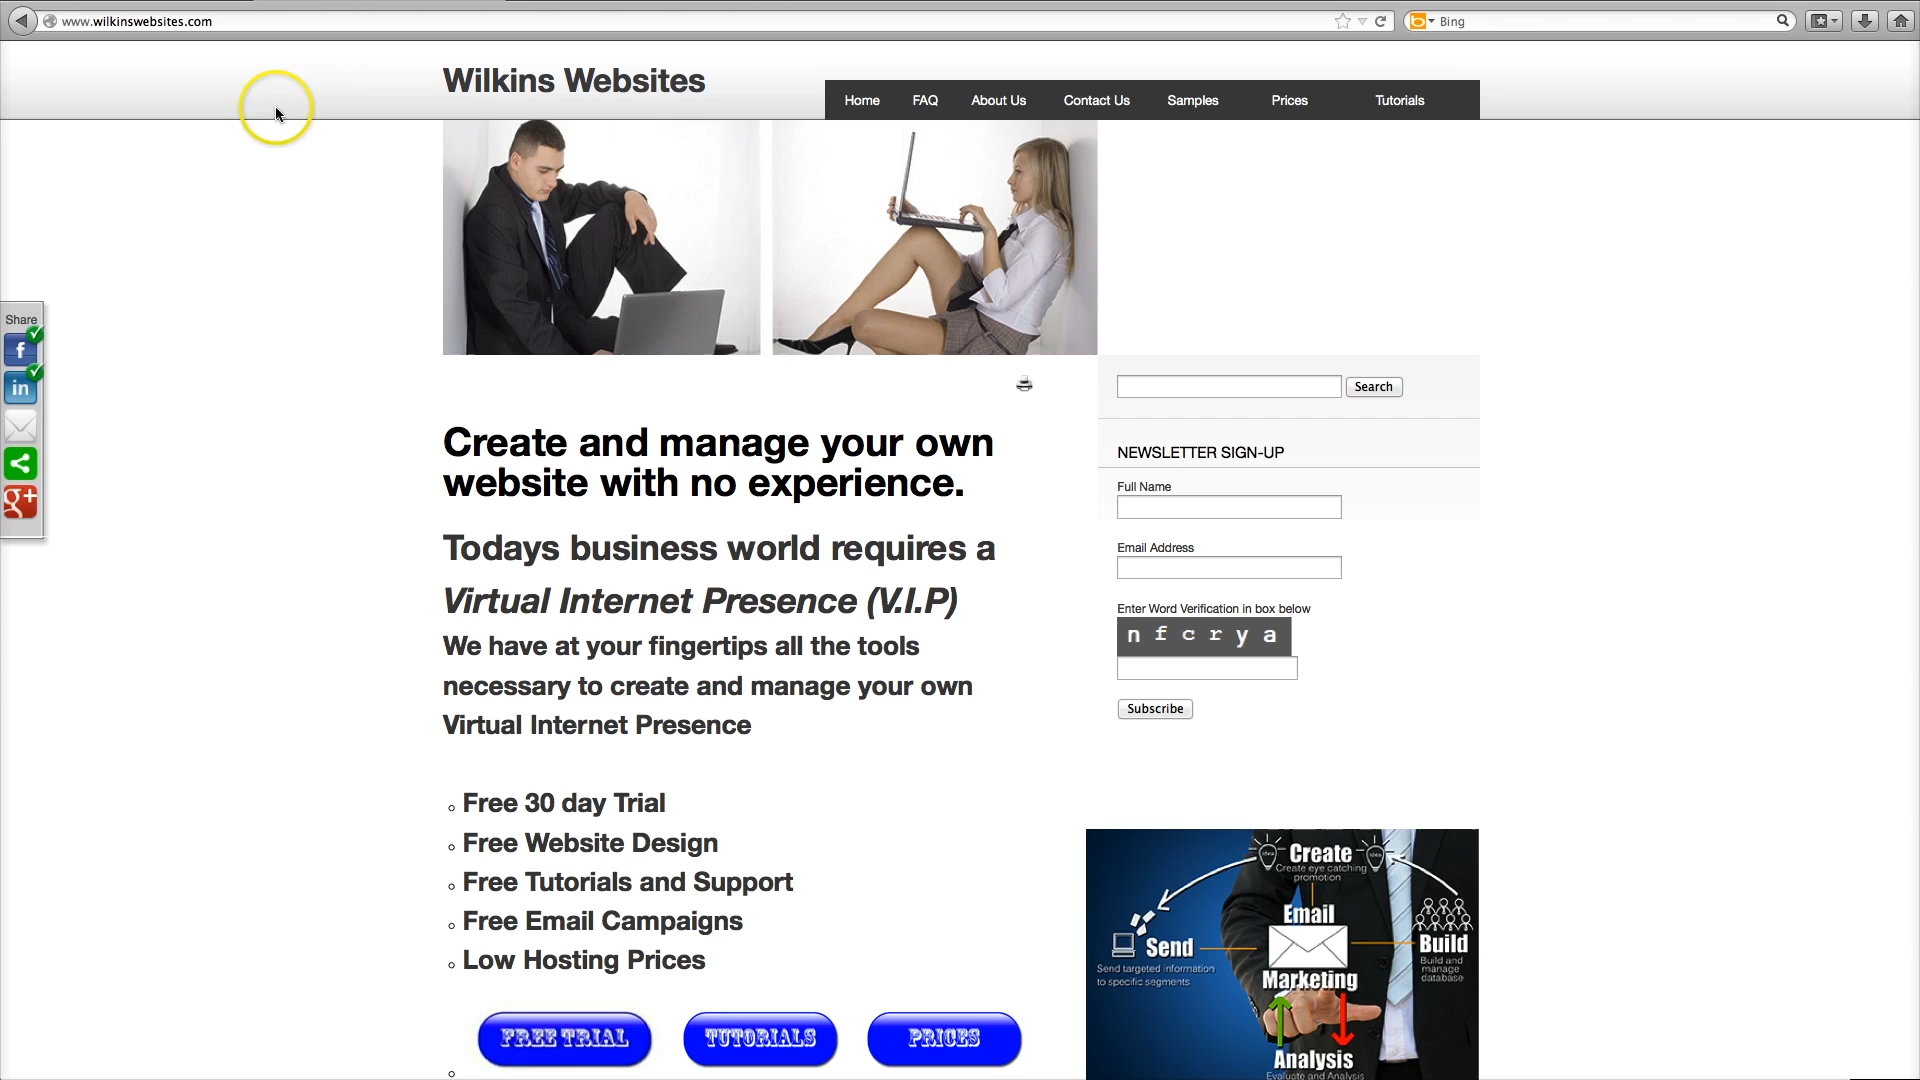 www.wilkinswebsites.com
Bing
Wilkins Websites
Home FAQ About Us Contact Us Samples Prices Tutorials
Share
f
in
g+
Search
Create and manage your own
website with no experience.
Todays business world requires a
Virtual Internet Presence (V.I.P)
We have at your fingertips all the tools
necessary to create and manage your own
Virtual Internet Presence
Free 30 day Trial
Free Website Design
Free Tutorials and Support
Free Email Campaigns
Low Hosting Prices
FREE TRIAL
TUTORIALS
PRICES
NEWSLETTER SIGN-UP
Full Name
Email Address
Enter Word Verification in box below
n f c r y a
Subscribe
Create
Create eye catching
promotion
Email
Marketing
Send
Send targeted information
to specific segments
Build
Build and
manage
database
Analysis
Evaluate and Analysis